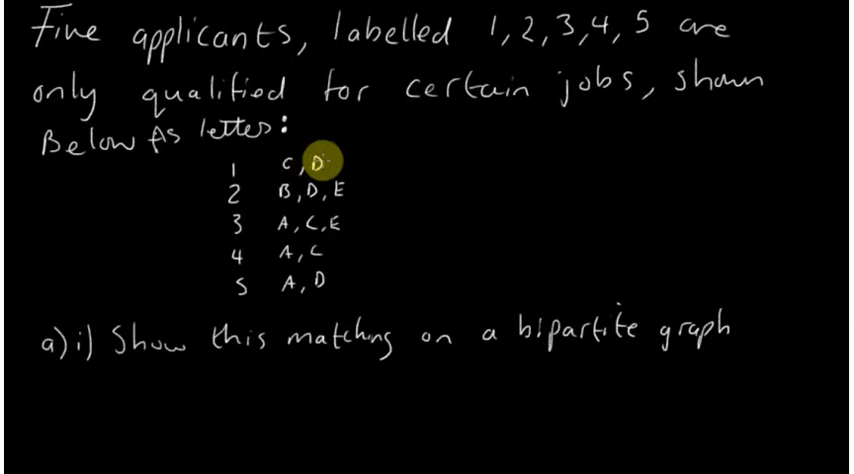 Five applicants, labelled 1, 2, 3, 4, 5 are
only qualified for certain jobs, shown
Below As letters:
1 C, D
2 B, D, E
3 A, C, E
4 A, C
5 A, D
a) i) Show this matching on a bipartite graph